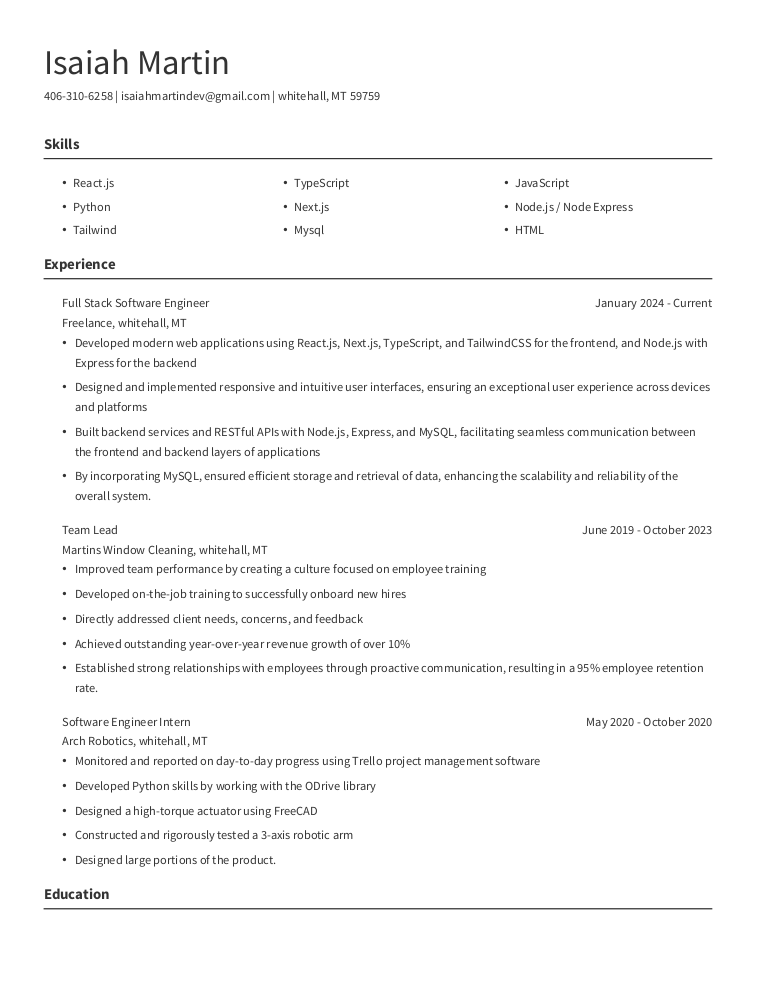 Isaiah Martin
406-310-6258 | isaiahmartindev@gmail.com | whitehall, MT 59759
Skills
• React.js
• TypeScript
• JavaScript
• Python
• Next.js
• Node.js / Node Express
• Tailwind
• Mysql
• HTML
Experience
Full Stack Software Engineer January 2024 - Current
Freelance, whitehall, MT
• Developed modern web applications using React.js, Next.js, TypeScript, and TailwindCSS for the frontend, and Node.js with
Express for the backend
• Designed and implemented responsive and intuitive user interfaces, ensuring an exceptional user experience across devices
and platforms
• Built backend services and RESTful APIs with Node.js, Express, and MySQL, facilitating seamless communication between
the frontend and backend layers of applications
• By incorporating MySQL, ensured efficient storage and retrieval of data, enhancing the scalability and reliability of the
overall system.
Team Lead June 2019 - October 2023
Martins Window Cleaning, whitehall, MT
• Improved team performance by creating a culture focused on employee training
• Developed on-the-job training to successfully onboard new hires
• Directly addressed client needs, concerns, and feedback
• Achieved outstanding year-over-year revenue growth of over 10%
• Established strong relationships with employees through proactive communication, resulting in a 95% employee retention
rate.
Software Engineer Intern May 2020 - October 2020
Arch Robotics, whitehall, MT
• Monitored and reported on day-to-day progress using Trello project management software
• Developed Python skills by working with the ODrive library
• Designed a high-torque actuator using FreeCAD
• Constructed and rigorously tested a 3-axis robotic arm
• Designed large portions of the product.
Education